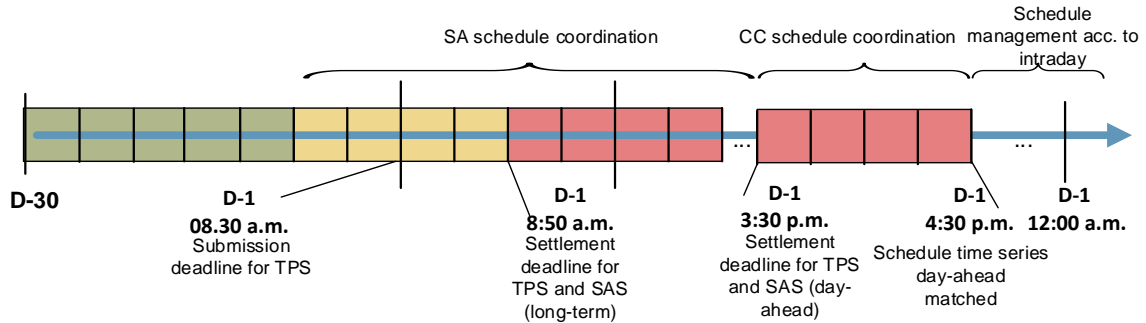 SA schedule coordination
CC schedule coordination
Schedule
management acc. to
intraday
...
...
D-30
D-1
08.30 a.m.
Submission
deadline for TPS
D-1
8:50 a.m.
Settlement
deadline for
TPS and SAS
(long-term)
D-1
3:30 p.m.
Settlement
deadline for TPS
and SAS (day-
ahead)
D-1
4:30 p.m.
Schedule time series
day-ahead
matched
D-1
12:00 a.m.